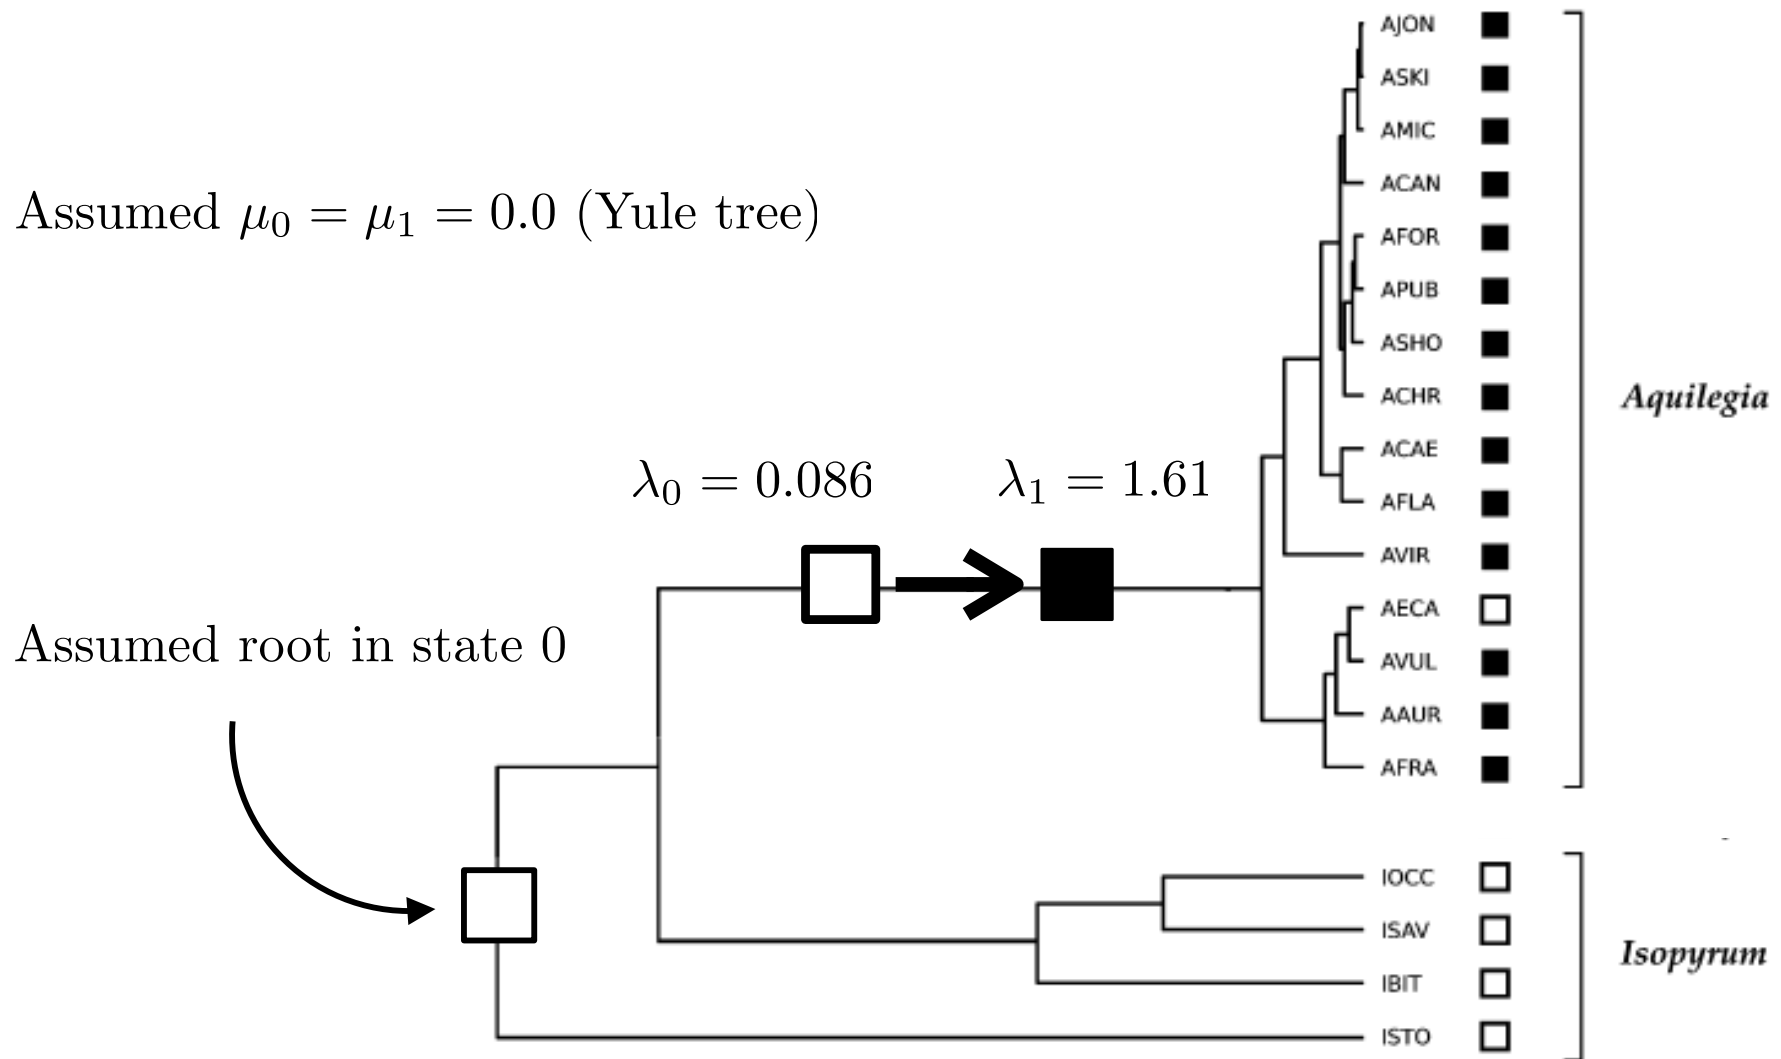 AJON
ASKI
AMIC
ACAN
Assumed μ₀ = μ₁ = 0.0 (Yule tree)
AFOR
APUB
ASHO
ACHR
Aquilegia
ACAE
λ₀ = 0.086
λ₁ = 1.61
AFLA
AVIR
AECA
Assumed root in state 0
AVUL
AAUR
AFRA
IOCC
ISAV
Isopyrum
IBIT
ISTO